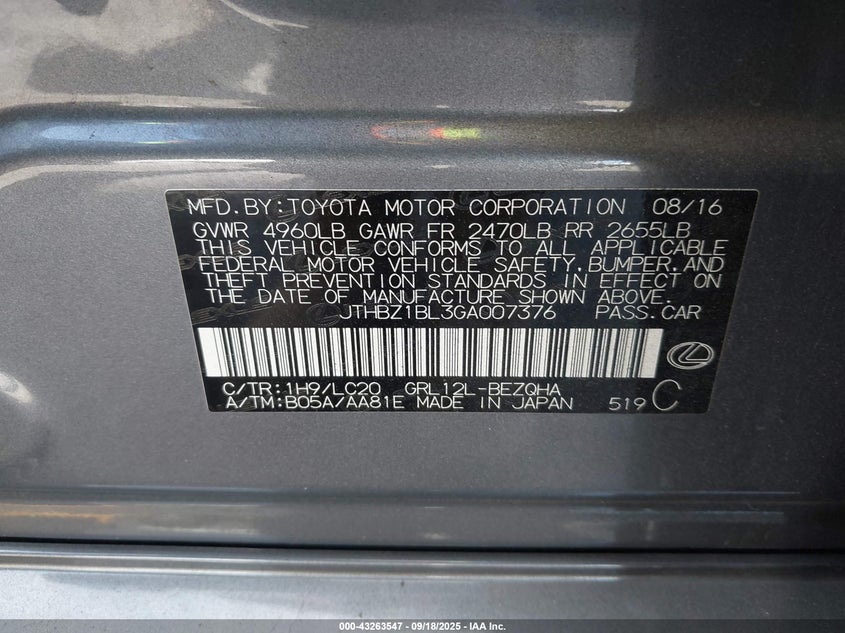 MFD.BY:TOYOTA MOTOR CORPORATION 08/16
GVWR 4960LB GAWR FR 2470LB RR 2655LB
THIS VEHICLE CONFORMS TO ALL APPLICABLE
FEDERAL MOTOR VEHICLE SAFETY,BUMPER,AND
THEFT PREVENTION STANDARDS IN EFFECT ON
THE DATE OF MANUFACTURE SHOWN ABOVE.
JTHBZ1BL3GA007376 PASS.CAR
C/TR:1H9/LC20 GRL12L-BEZQHA
A/TM:B05A/AA81E MADE IN JAPAN 519 C
000-43263547 - 09/18/2025 - IAA Inc.